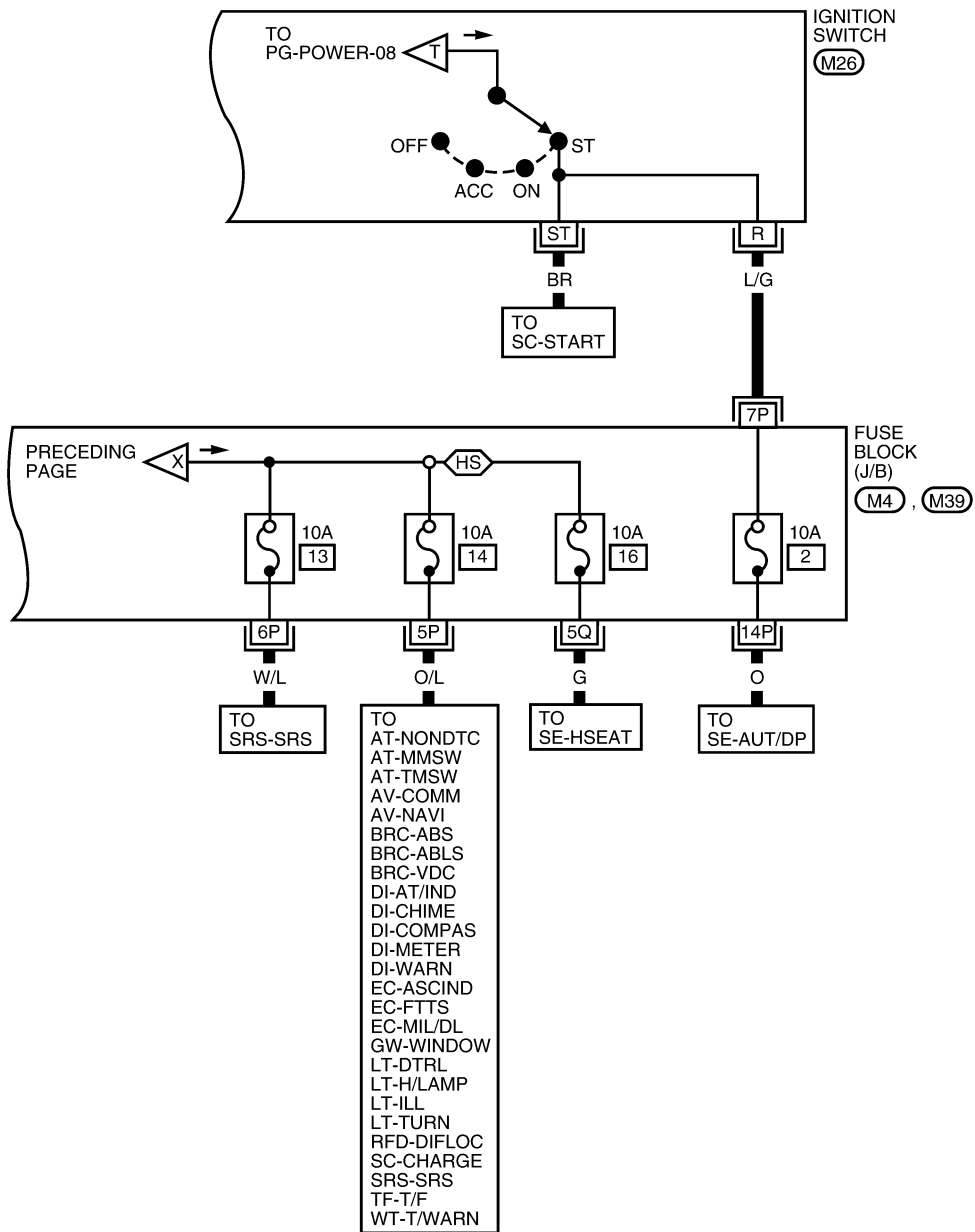 IGNITION
SWITCH
M26
TO
PG-POWER-08
T
OFF
ACC
ON
ST
ST
R
BR
L/G
TO
SC-START
7P
PRECEDING
PAGE
X
HS
FUSE
BLOCK
(J/B)
M4 , M39
10A
13
10A
14
10A
16
10A
2
6P
5P
5Q
14P
W/L
O/L
G
O
TO
SRS-SRS
TO
AT-NONDTC
AT-MMSW
AT-TMSW
AV-COMM
AV-NAVI
BRC-ABS
BRC-ABLS
BRC-VDC
DI-AT/IND
DI-CHIME
DI-COMPAS
DI-METER
DI-WARN
EC-ASCIND
EC-FTTS
EC-MIL/DL
GW-WINDOW
LT-DTRL
LT-H/LAMP
LT-ILL
LT-TURN
RFD-DIFLOC
SC-CHARGE
SRS-SRS
TF-T/F
WT-T/WARN
TO
SE-HSEAT
TO
SE-AUT/DP